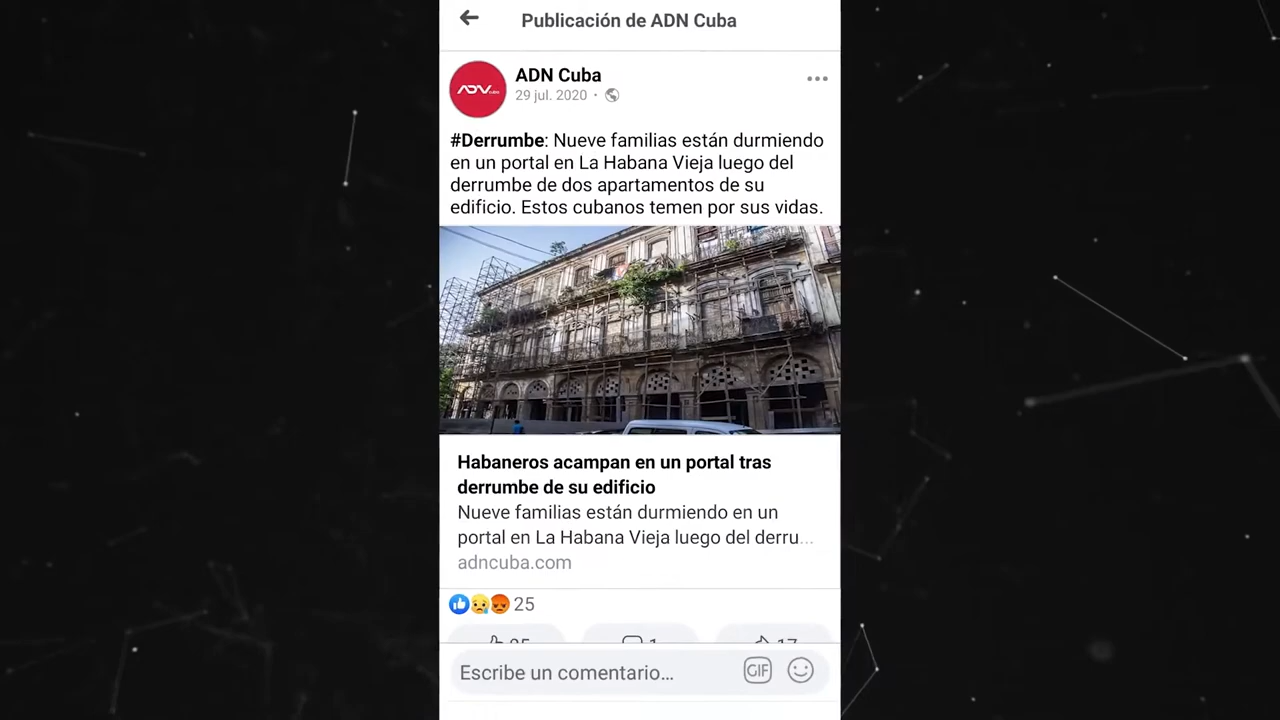 Publicación de ADN Cuba
ADN Cuba
29 jul. 2020 ·
#Derrumbe: Nueve familias están durmiendo
en un portal en La Habana Vieja luego del
derrumbe de dos apartamentos de su
edificio. Estos cubanos temen por sus vidas.
Habaneros acampan en un portal tras
derrumbe de su edificio
Nueve familias están durmiendo en un
portal en La Habana Vieja luego del derru...
adncuba.com
25
25 1 17
Escribe un comentario...
GIF